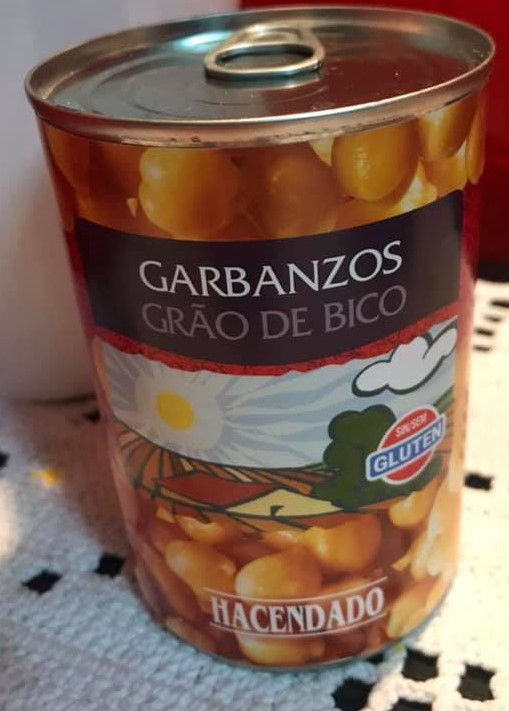 GARBANZOS
GRÃO DE BICO
SIN/SEM
GLUTEN
HACENDADO